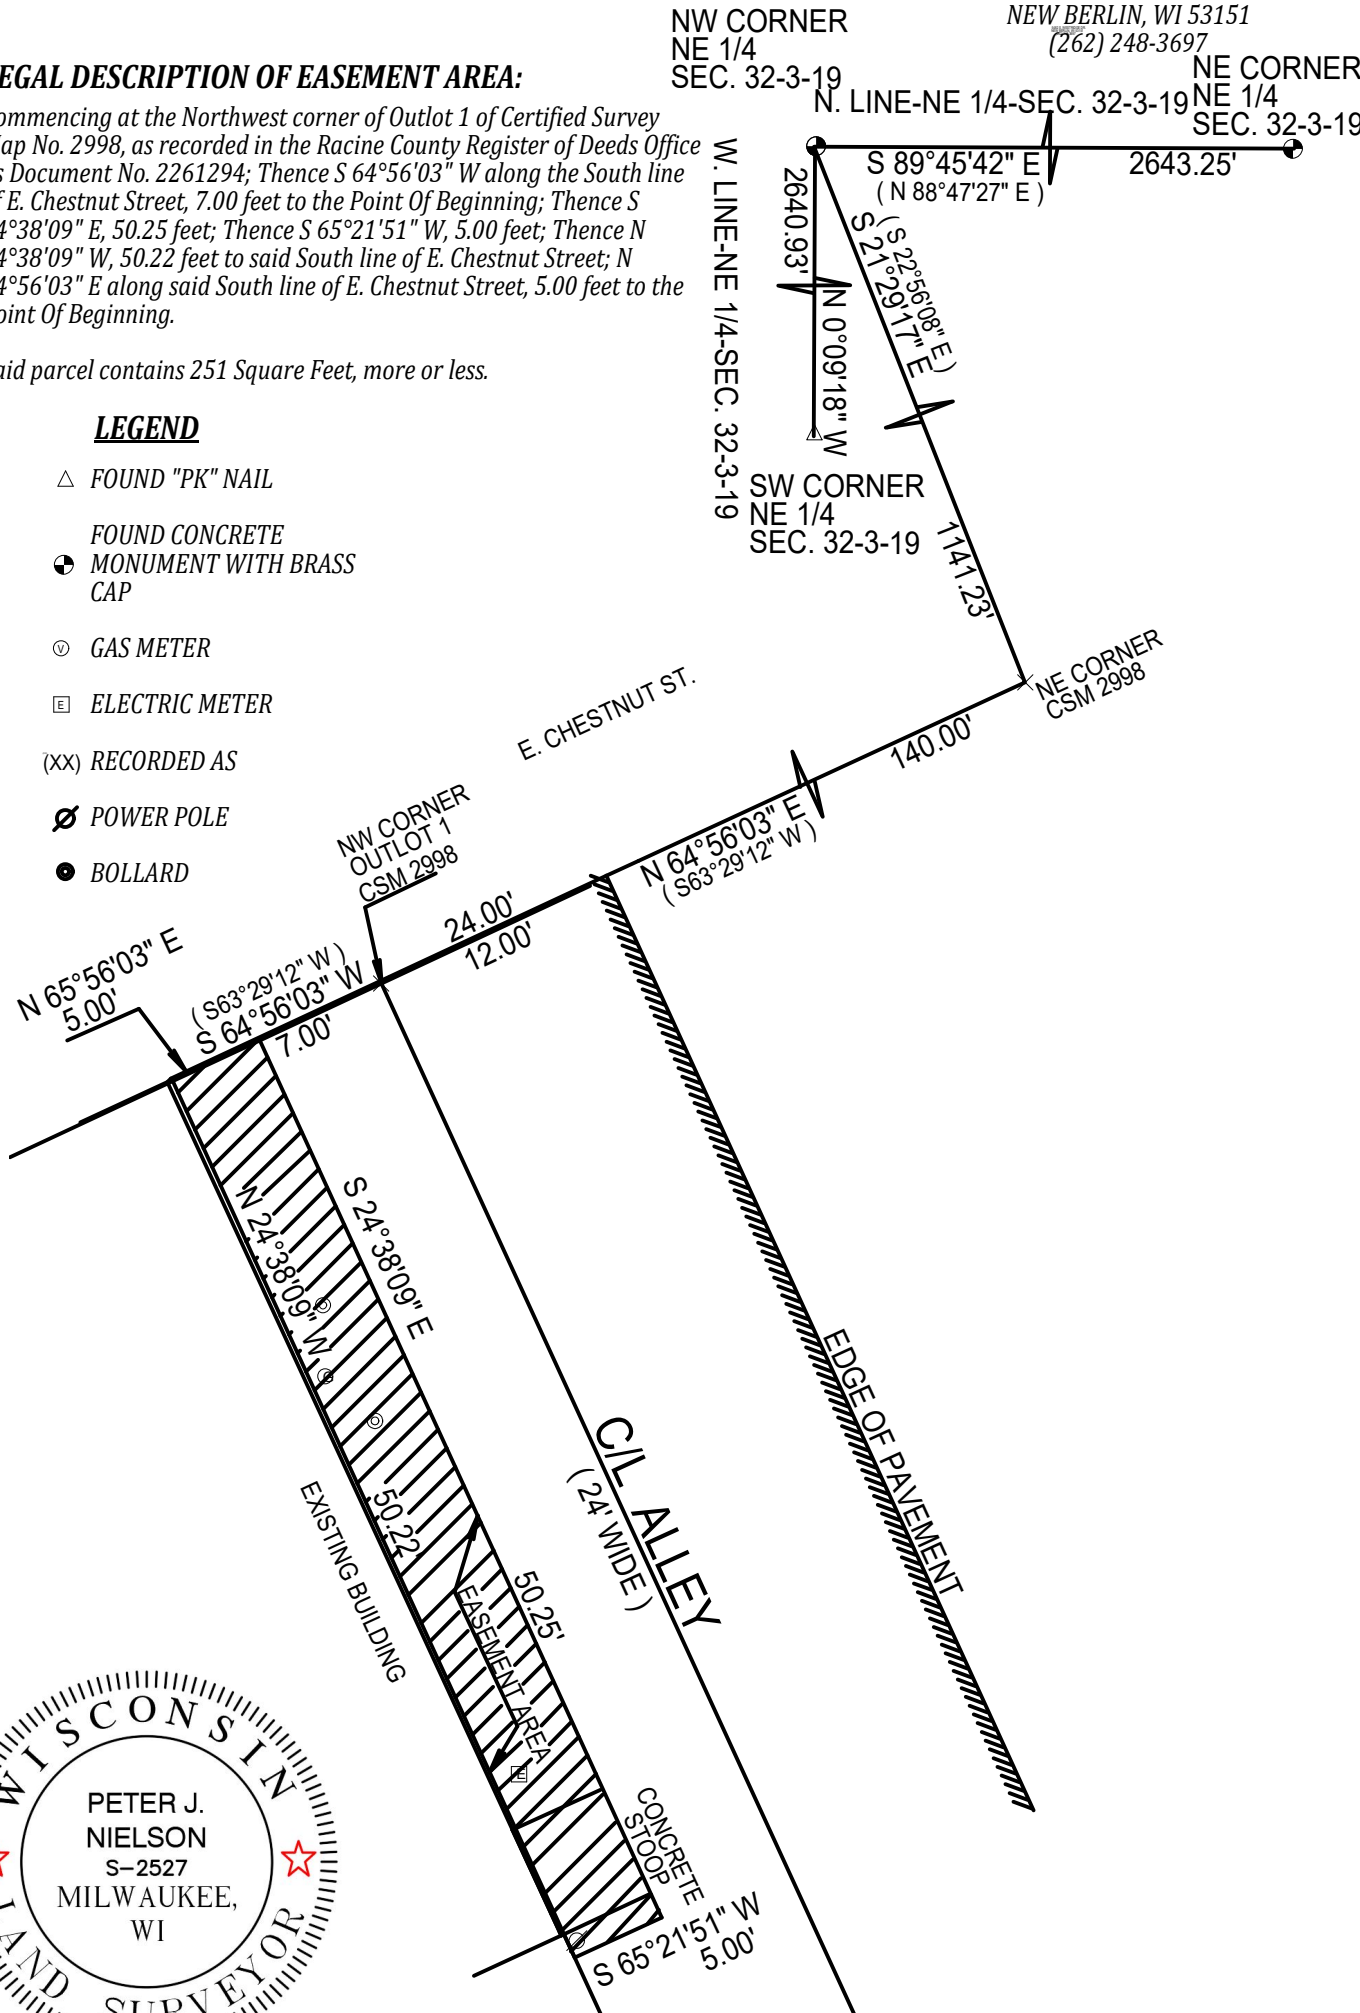 NEW BERLIN, WI 53151
(262) 248-3697
EGAL DESCRIPTION OF EASEMENT AREA:
ommencing at the Northwest corner of Outlot 1 of Certified Survey
ap No. 2998, as recorded in the Racine County Register of Deeds Office
s Document No. 2261294; Thence S 64°56'03" W along the South line
f E. Chestnut Street, 7.00 feet to the Point Of Beginning; Thence S
4°38'09" E, 50.25 feet; Thence S 65°21'51" W, 5.00 feet; Thence N
4°38'09" W, 50.22 feet to said South line of E. Chestnut Street; N
4°56'03" E along said South line of E. Chestnut Street, 5.00 feet to the
oint Of Beginning.
aid parcel contains 251 Square Feet, more or less.
LEGEND
FOUND "PK" NAIL
FOUND CONCRETE
MONUMENT WITH BRASS
CAP
V
GAS METER
E
ELECTRIC METER
(XX) RECORDED AS
POWER POLE
BOLLARD
NW CORNER
NE 1/4
SEC. 32-3-19
N. LINE-NE 1/4-SEC. 32-3-19
NE CORNER
NE 1/4
SEC. 32-3-19
S 89°45'42" E
2643.25'
( N 88°47'27" E )
W. LINE-NE 1/4-SEC. 32-3-19
2640.93'
N 0°09'18" W
( S 22°56'08" E )
S 21°29'17" E
1141.23'
SW CORNER
NE 1/4
SEC. 32-3-19
NE CORNER
CSM 2998
E. CHESTNUT ST.
140.00'
N 64°56'03" E
( S63°29'12" W )
NW CORNER
OUTLOT 1
CSM 2998
24.00'
12.00'
N 65°56'03" E
5.00'
( S63°29'12" W )
S 64°56'03" W
7.00'
N 24°38'09" W
S 24°38'09" E
50.22'
50.25'
EXISTING BUILDING
EASEMENT AREA
E
C/L ALLEY
( 24' WIDE )
EDGE OF PAVEMENT
CONCRETE
STOOP
S 65°21'51" W
5.00'
WISCONSIN
PETER J.
NIELSON
S-2527
MILWAUKEE,
WI
LAND SURVEYOR